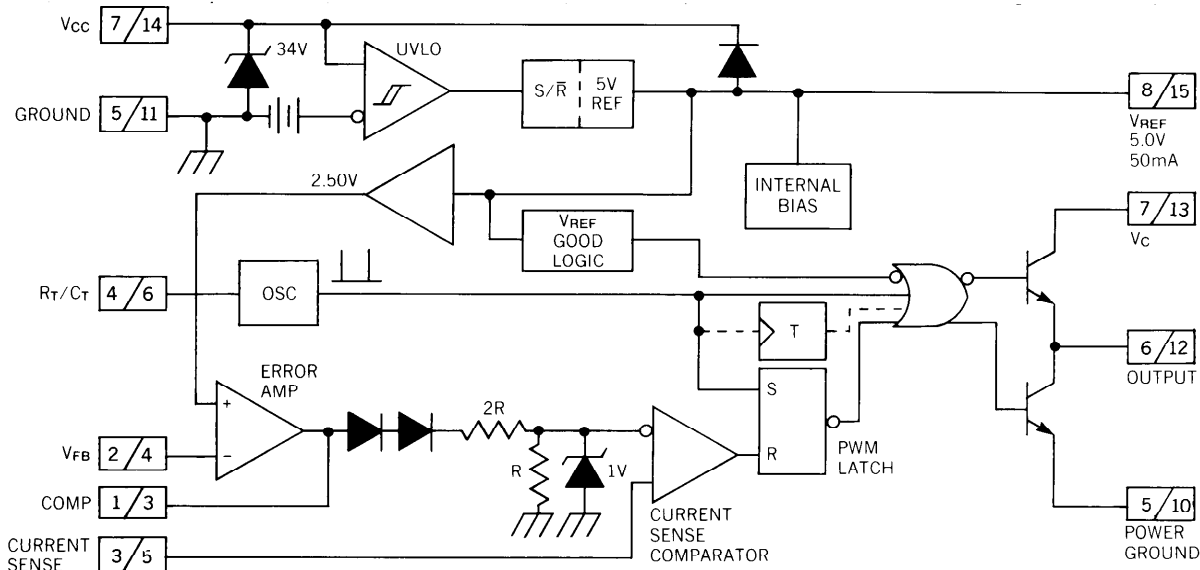 Vcc 7/14
34V
UVLO
S/R̅ 5V REF
GROUND 5/11
8/15
VREF
5.0V
50mA
2.50V
INTERNAL
BIAS
VREF
GOOD
LOGIC
7/13
Vc
RT/CT 4/6
OSC
T
6/12
OUTPUT
ERROR
AMP
+
−
2R
S
R
PWM
LATCH
VFB 2/4
R
1V
COMP 1/3
CURRENT
SENSE
COMPARATOR
5/10
POWER
GROUND
CURRENT
SENSE
3/5